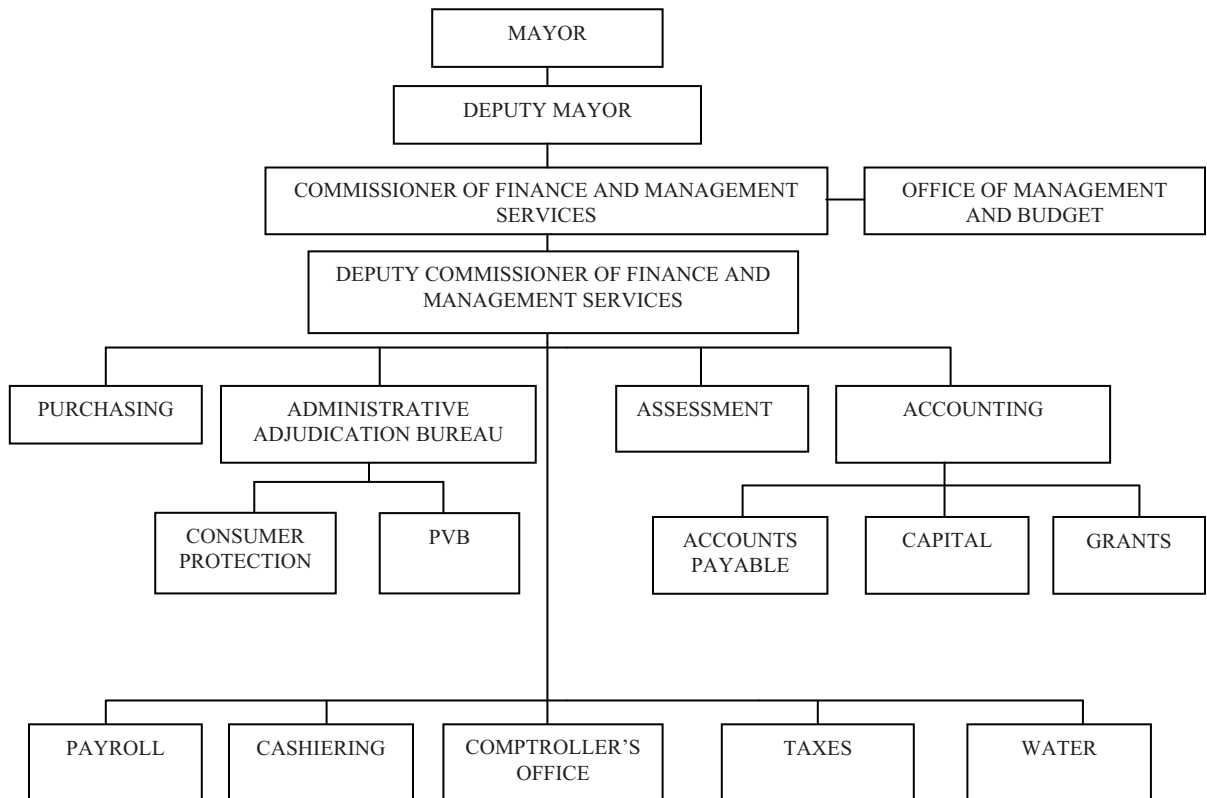 MAYOR
DEPUTY MAYOR
COMMISSIONER OF FINANCE AND MANAGEMENT
SERVICES
OFFICE OF MANAGEMENT
AND BUDGET
DEPUTY COMMISSIONER OF FINANCE AND
MANAGEMENT SERVICES
PURCHASING
ADMINISTRATIVE
ADJUDICATION BUREAU
ASSESSMENT
ACCOUNTING
CONSUMER
PROTECTION
PVB
ACCOUNTS
PAYABLE
CAPITAL
GRANTS
PAYROLL
CASHIERING
COMPTROLLER’S
OFFICE
TAXES
WATER